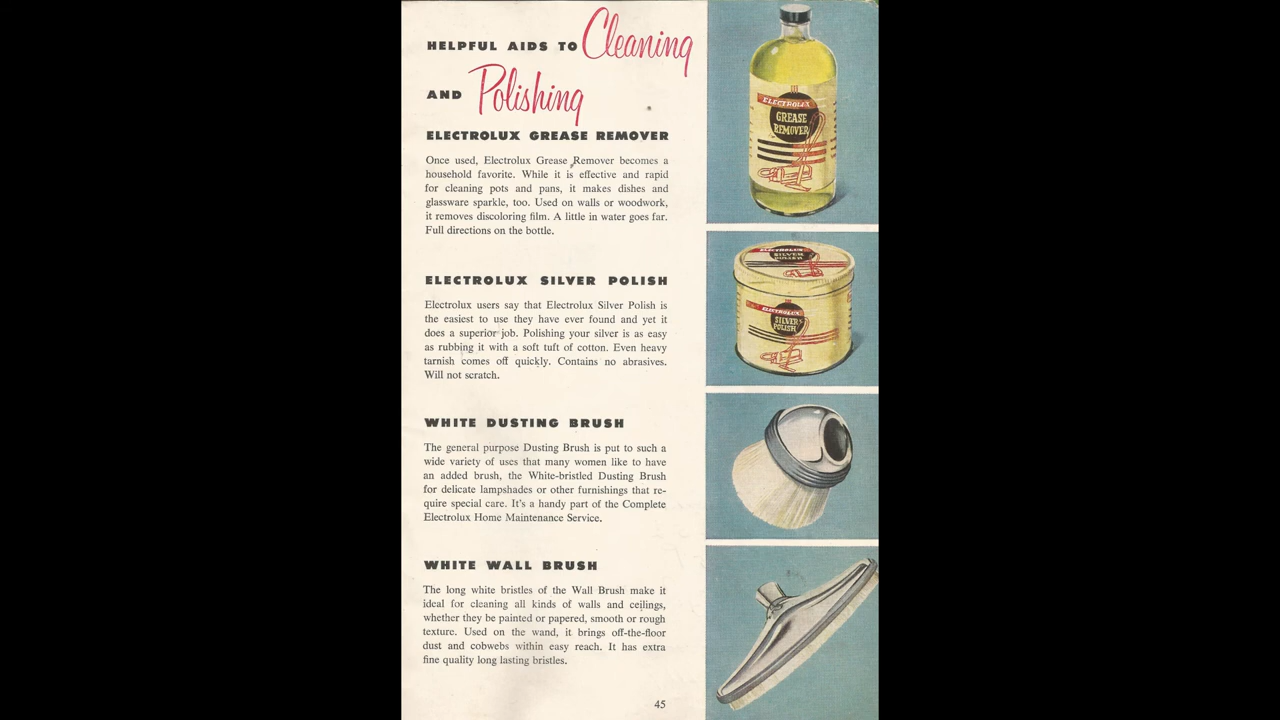 HELPFUL AIDS TO Cleaning
AND Polishing
ELECTROLUX GREASE REMOVER
Once used, Electrolux Grease Remover becomes a
household favorite. While it is effective and rapid
for cleaning pots and pans, it makes dishes and
glassware sparkle, too. Used on walls or woodwork,
it removes discoloring film. A little in water goes far.
Full directions on the bottle.
ELECTROLUX SILVER POLISH
Electrolux users say that Electrolux Silver Polish is
the easiest to use they have ever found and yet it
does a superior job. Polishing your silver is as easy
as rubbing it with a soft tuft of cotton. Even heavy
tarnish comes off quickly. Contains no abrasives.
Will not scratch.
WHITE DUSTING BRUSH
The general purpose Dusting Brush is put to such a
wide variety of uses that many women like to have
an added brush, the White-bristled Dusting Brush
for delicate lampshades or other furnishings that re-
quire special care. It's a handy part of the Complete
Electrolux Home Maintenance Service.
WHITE WALL BRUSH
The long white bristles of the Wall Brush make it
ideal for cleaning all kinds of walls and ceilings,
whether they be painted or papered, smooth or rough
texture. Used on the wand, it brings off-the-floor
dust and cobwebs within easy reach. It has extra
fine quality long lasting bristles.
45
ELECTROLUX
GREASE
REMOVER
ELECTROLUX
SILVER
POLISH
ELECTROLUX
SILVER
POLISH